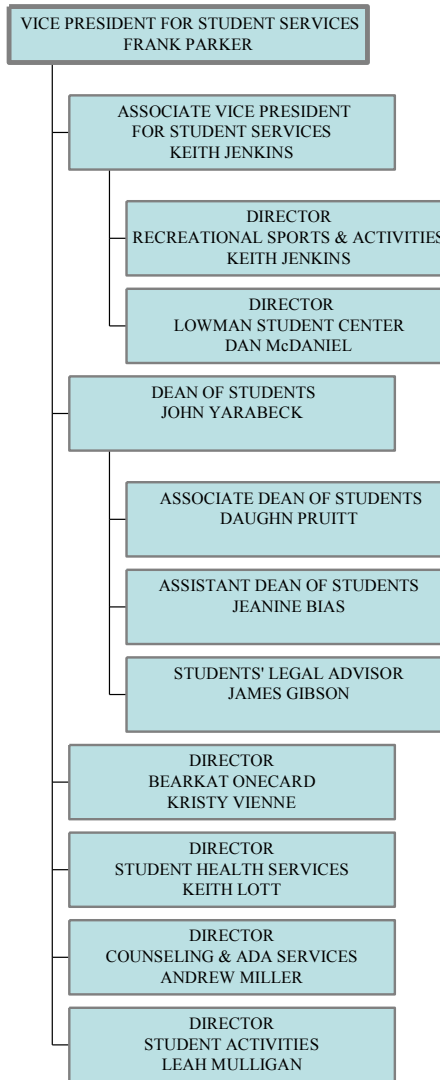 VICE PRESIDENT FOR STUDENT SERVICES
FRANK PARKER
ASSOCIATE VICE PRESIDENT
FOR STUDENT SERVICES
KEITH JENKINS
DIRECTOR
RECREATIONAL SPORTS & ACTIVITIES
KEITH JENKINS
DIRECTOR
LOWMAN STUDENT CENTER
DAN McDANIEL
DEAN OF STUDENTS
JOHN YARABECK
ASSOCIATE DEAN OF STUDENTS
DAUGHN PRUITT
ASSISTANT DEAN OF STUDENTS
JEANINE BIAS
STUDENTS' LEGAL ADVISOR
JAMES GIBSON
DIRECTOR
BEARKAT ONECARD
KRISTY VIENNE
DIRECTOR
STUDENT HEALTH SERVICES
KEITH LOTT
DIRECTOR
COUNSELING & ADA SERVICES
ANDREW MILLER
DIRECTOR
STUDENT ACTIVITIES
LEAH MULLIGAN